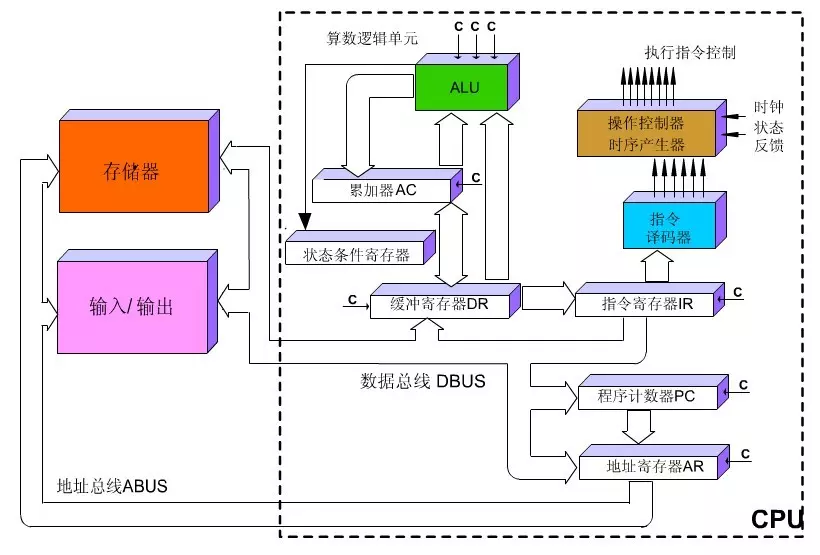 算数逻辑单元
C C C
执行指令控制
ALU
操作控制器
时序产生器
时钟
状态
反馈
存储器
累加器AC
C
指令
译码器
状态条件寄存器
输入/输出
C
缓冲寄存器DR
指令寄存器IR
C
数据总线 DBUS
程序计数器PC
C
地址寄存器AR
C
地址总线ABUS
CPU